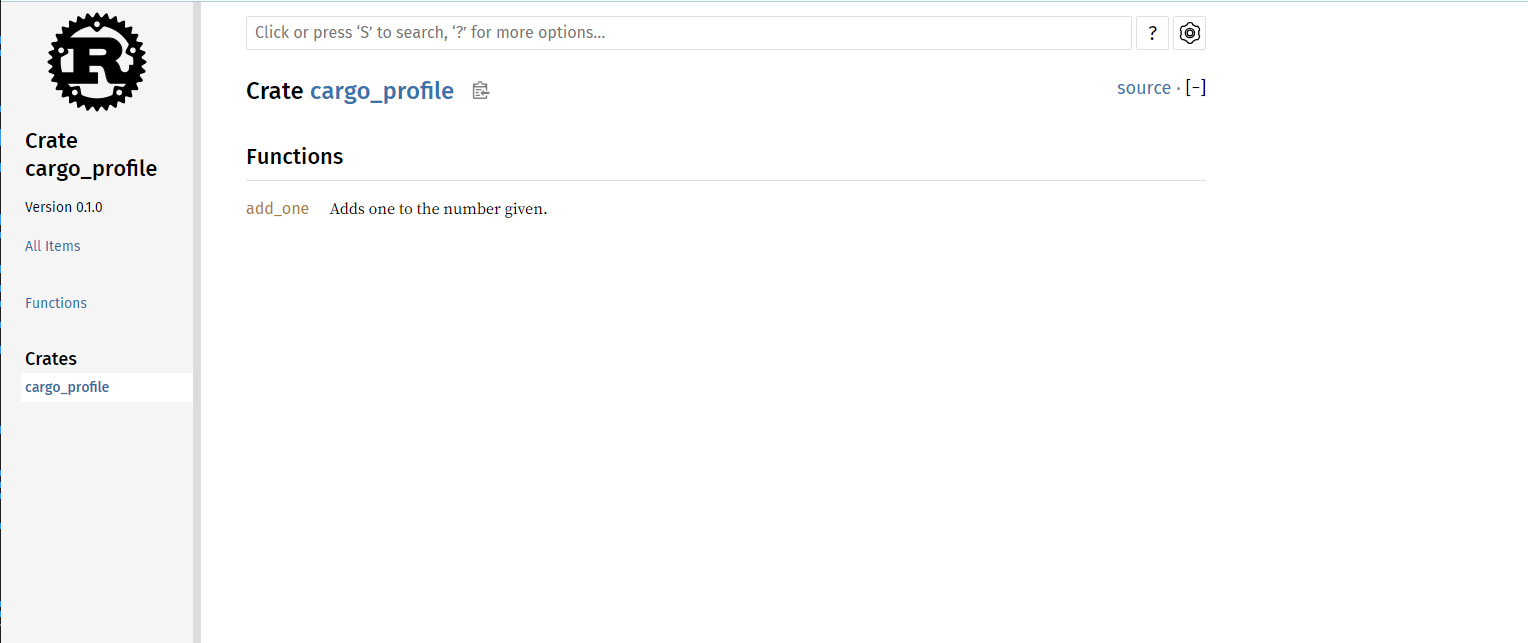 R
Crate
cargo_profile
Version 0.1.0
All Items
Functions
Crates
cargo_profile
Click or press ‘S’ to search, ‘?’ for more options...
?
Crate cargo_profile
source · [−]
Functions
add_one Adds one to the number given.